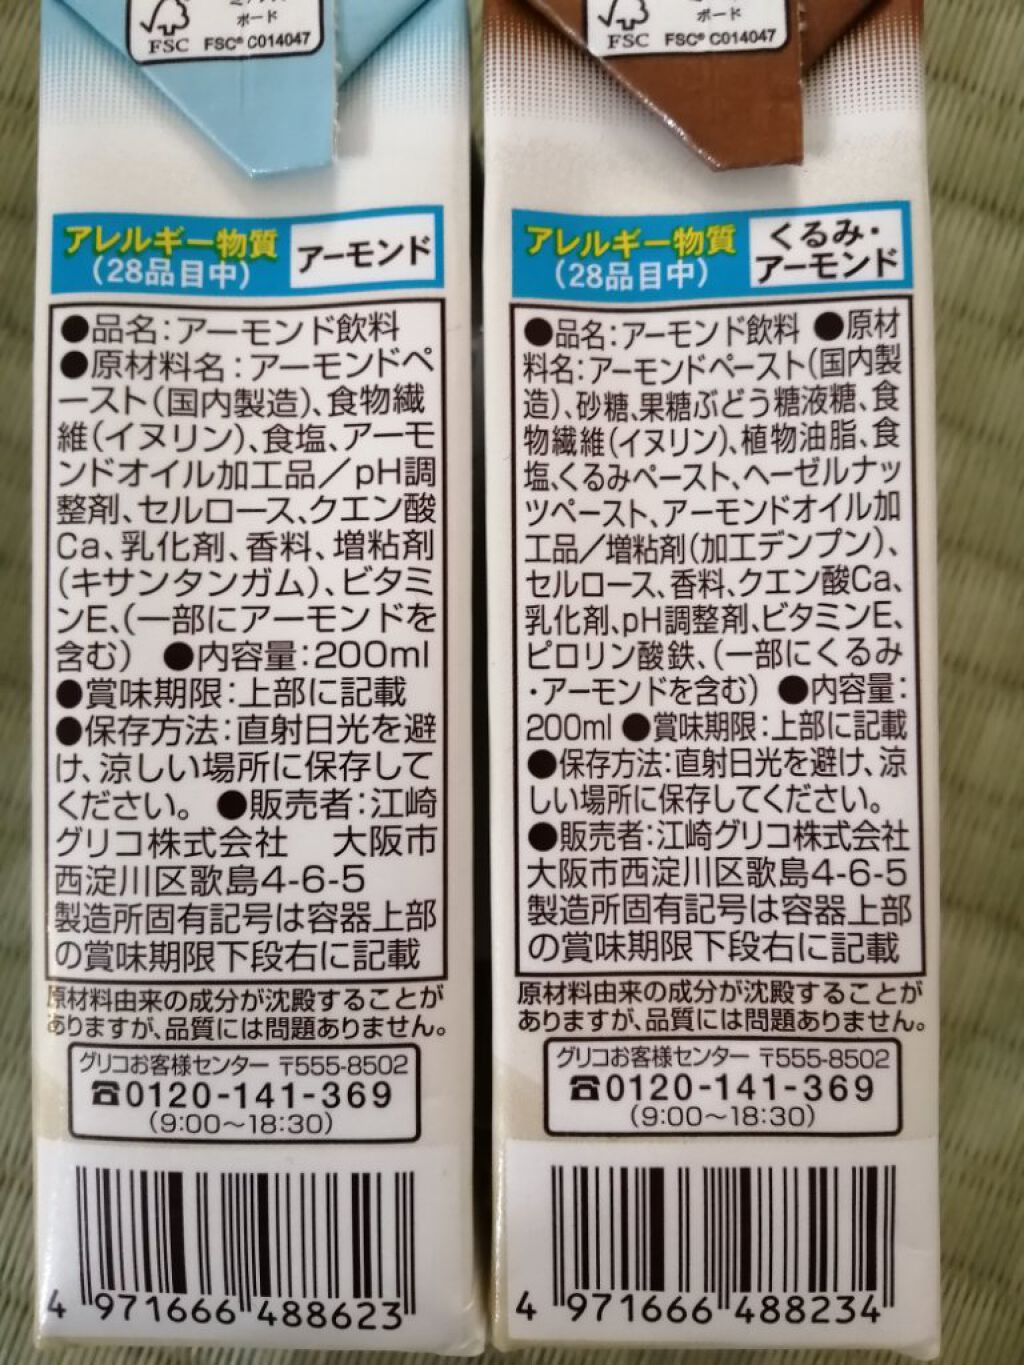 ボード
FSC FSC® C014047
アレルギー物質
(28品目中)
アーモンド
●品名:アーモンド飲料
●原材料名:アーモンドペ
ースト(国内製造)、食物繊
維(イヌリン)、食塩、アーモ
ンドオイル加工品/pH調
整剤、セルロース、クエン酸
Ca、乳化剤、香料、増粘剤
(キサンタンガム)、ビタミ
ンE、(一部にアーモンドを
含む) ●内容量:200ml
●賞味期限:上部に記載
●保存方法:直射日光を避
け、涼しい場所に保存して
ください。 ●販売者:江崎
グリコ株式会社 大阪市
西淀川区歌島4-6-5
製造所固有記号は容器上部
の賞味期限下段右に記載
原材料由来の成分が沈殿することが
ありますが、品質には問題ありません。
グリコお客様センター 〒555-8502
☎0120-141-369
(9:00〜18:30)
4 971666 488623
ボード
FSC FSC® C014047
アレルギー物質
(28品目中)
くるみ・
アーモンド
●品名:アーモンド飲料 ●原材
料名:アーモンドペースト(国内製
造)、砂糖、果糖ぶどう糖液糖、食
物繊維(イヌリン)、植物油脂、食
塩、くるみペースト、ヘーゼルナッ
ツペースト、アーモンドオイル加
工品/増粘剤(加工デンプン)、
セルロース、香料、クエン酸Ca、
乳化剤、pH調整剤、ビタミンE、
ピロリン酸鉄、(一部にくるみ
・アーモンドを含む) ●内容量:
200ml ●賞味期限:上部に記載
●保存方法:直射日光を避け、涼
しい場所に保存してください。
●販売者:江崎グリコ株式会社
大阪市西淀川区歌島4-6-5
製造所固有記号は容器上部
の賞味期限下段右に記載
原材料由来の成分が沈殿することが
ありますが、品質には問題ありません。
グリコお客様センター 〒555-8502
☎0120-141-369
(9:00〜18:30)
4 971666 488234